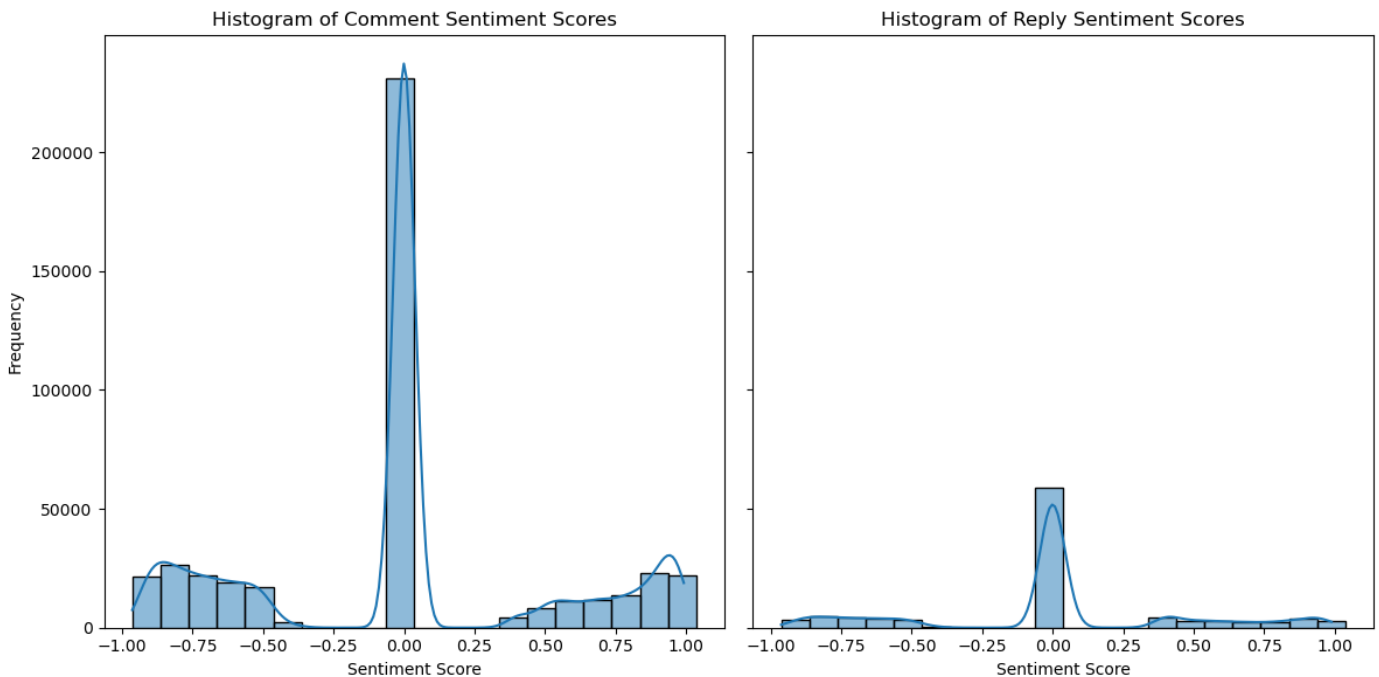 Histogram of Comment Sentiment Scores
Histogram of Reply Sentiment Scores
Frequency
200000
150000
100000
50000
0
−1.00 −0.75 −0.50 −0.25 0.00 0.25 0.50 0.75 1.00
Sentiment Score
−1.00 −0.75 −0.50 −0.25 0.00 0.25 0.50 0.75 1.00
Sentiment Score